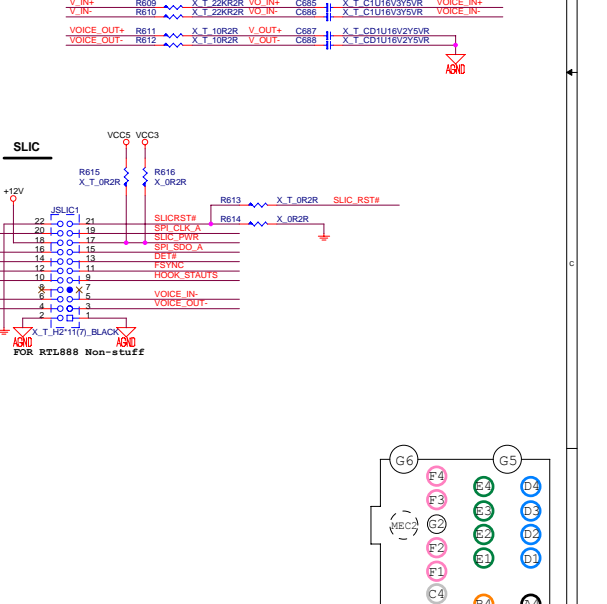 V_IN+ R609 X_T_22KR2R VO_IN+ C685 X_T_C1U16V3Y5VR VOICE_IN+
V_IN- R610 X_T_22KR2R VO_IN- C686 X_T_C1U16V3Y5VR VOICE_IN-
VOICE_OUT+ R611 X_T_10R2R V_OUT+ C687 X_T_CD1U16V2Y5VR
VOICE_OUT- R612 X_T_10R2R V_OUT- C688 X_T_CD1U16V2Y5VR
AGND
SLIC
VCC5 VCC3
R615 R616
X_T_0R2R X_0R2R
+12V
R613 X_T_0R2R SLIC_RST#
JSLIC1
22 21 SLICRST# R614 X_0R2R
20 19 SPI_CLK_A
18 17 SLIC_PWR
16 15 SPI_SDO_A
14 13 DET#
12 11 FSYNC
10 9 HOOK_STAUTS
8 7
6 5 VOICE_IN-
4 3 VOICE_OUT-
2 1
X_T_H2*11(7)_BLACK
AGND AGND
FOR RTL888 Non-stuff
C
G6 G5
F4
E4 D4
F3
E3 D3
MEC2 G2
E2 D2
F2
E1 D1
F1
C4